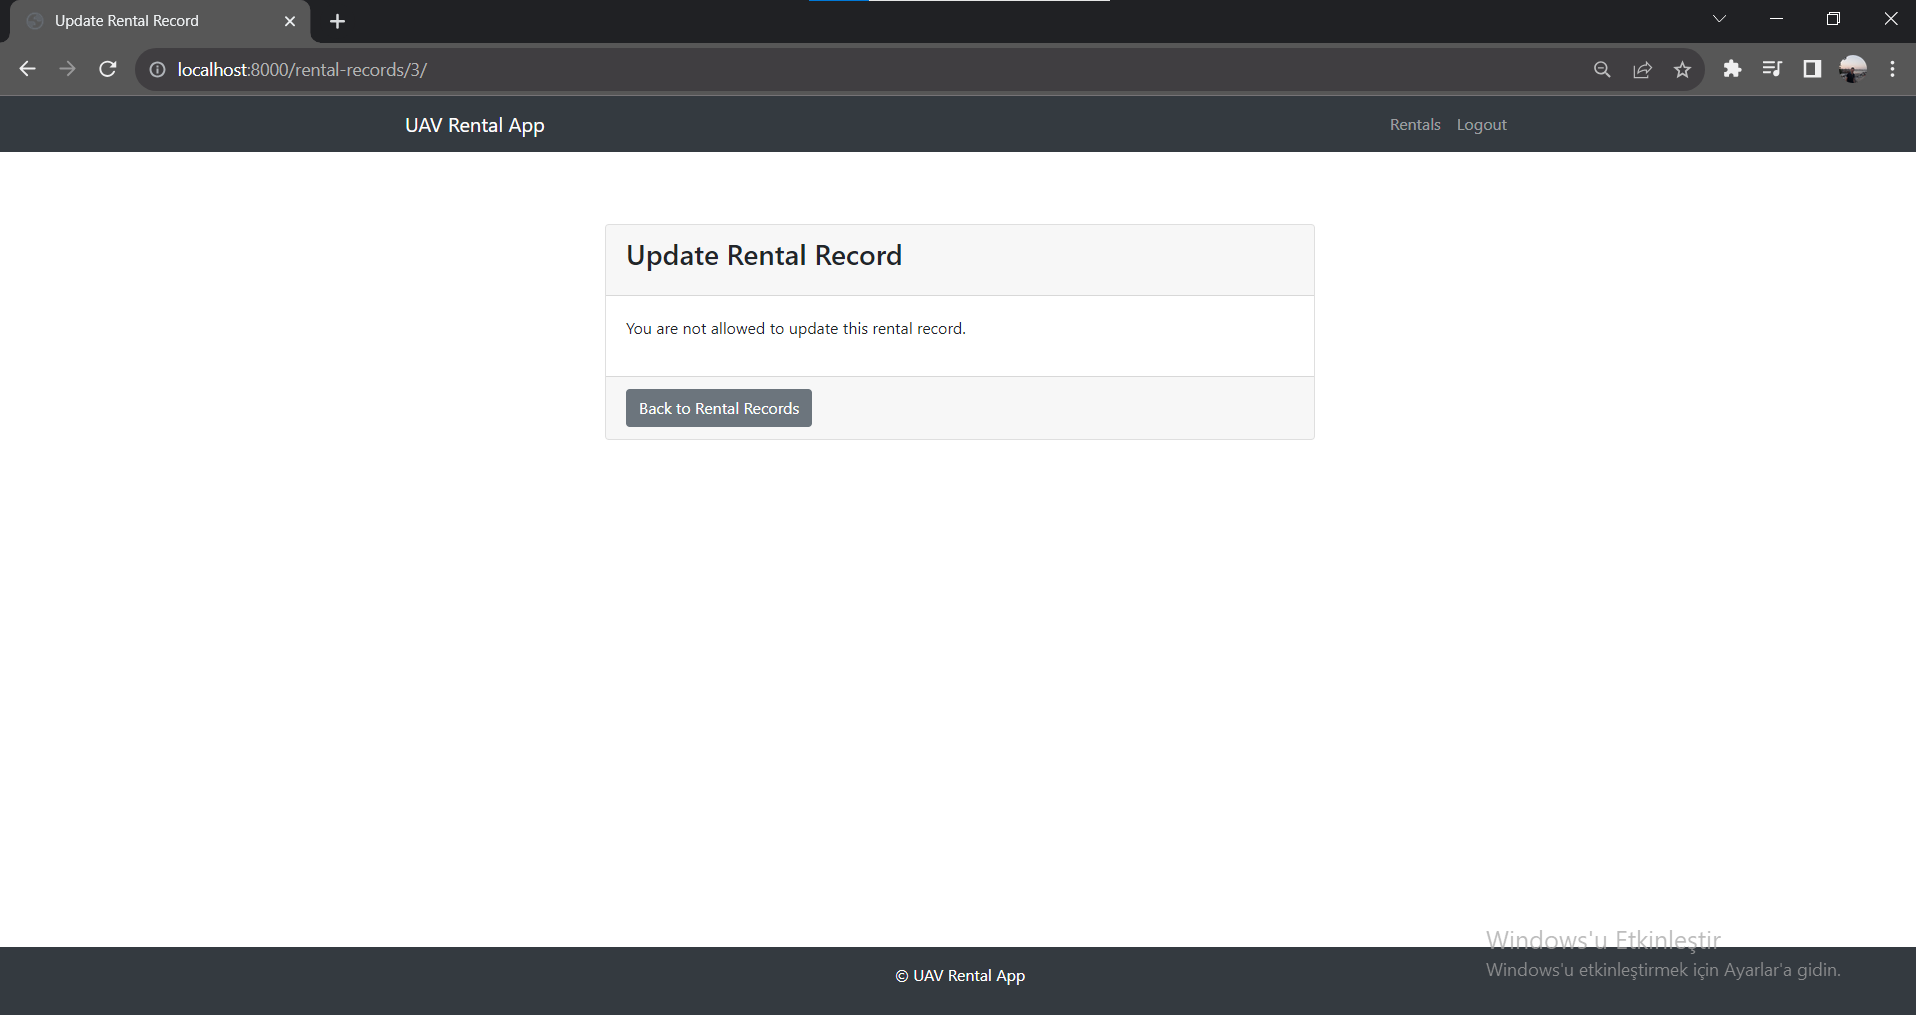 Update Rental Record
localhost:8000/rental-records/3/
UAV Rental App
Rentals
Logout
Update Rental Record
You are not allowed to update this rental record.
Back to Rental Records
Windows'u Etkinleştir
Windows'u etkinleştirmek için Ayarlar'a gidin.
© UAV Rental App